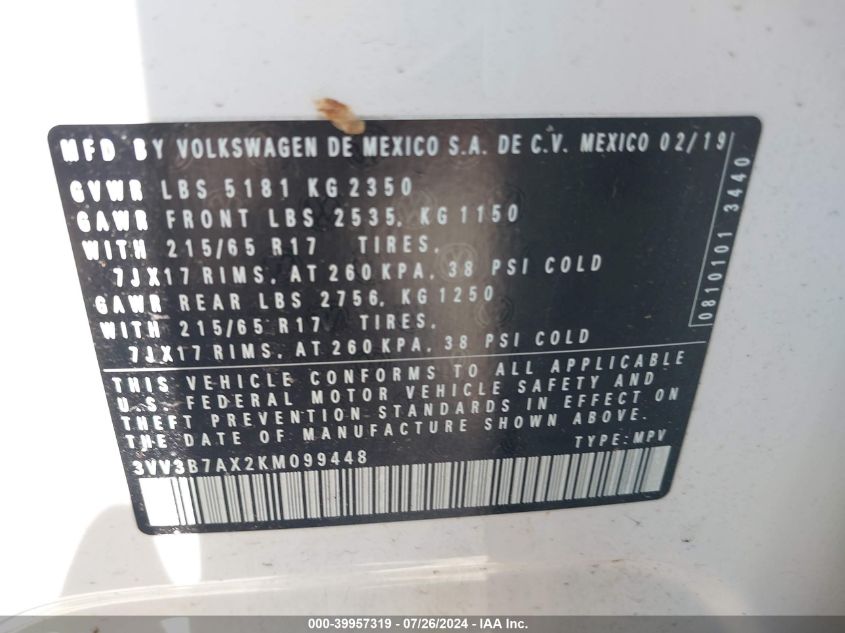 MFD BY VOLKSWAGEN DE MEXICO S.A. DE C.V. MEXICO 02/19
GVWR LBS 5181 KG 2350
GAWR FRONT LBS 2535, KG 1150
WITH 215/65 R17 TIRES,
7JX17 RIMS, AT 260 KPA, 38 PSI COLD
GAWR REAR LBS 2756, KG 1250
WITH 215/65 R17 TIRES,
7JX17 RIMS, AT 260 KPA, 38 PSI COLD
0810101 3440
THIS VEHICLE CONFORMS TO ALL APPLICABLE
U.S. FEDERAL MOTOR VEHICLE SAFETY AND
THEFT PREVENTION STANDARDS IN EFFECT ON
THE DATE OF MANUFACTURE SHOWN ABOVE.
3VV3B7AX2KM099448 TYPE: MPV
000-39957319 - 07/26/2024 - IAA Inc.